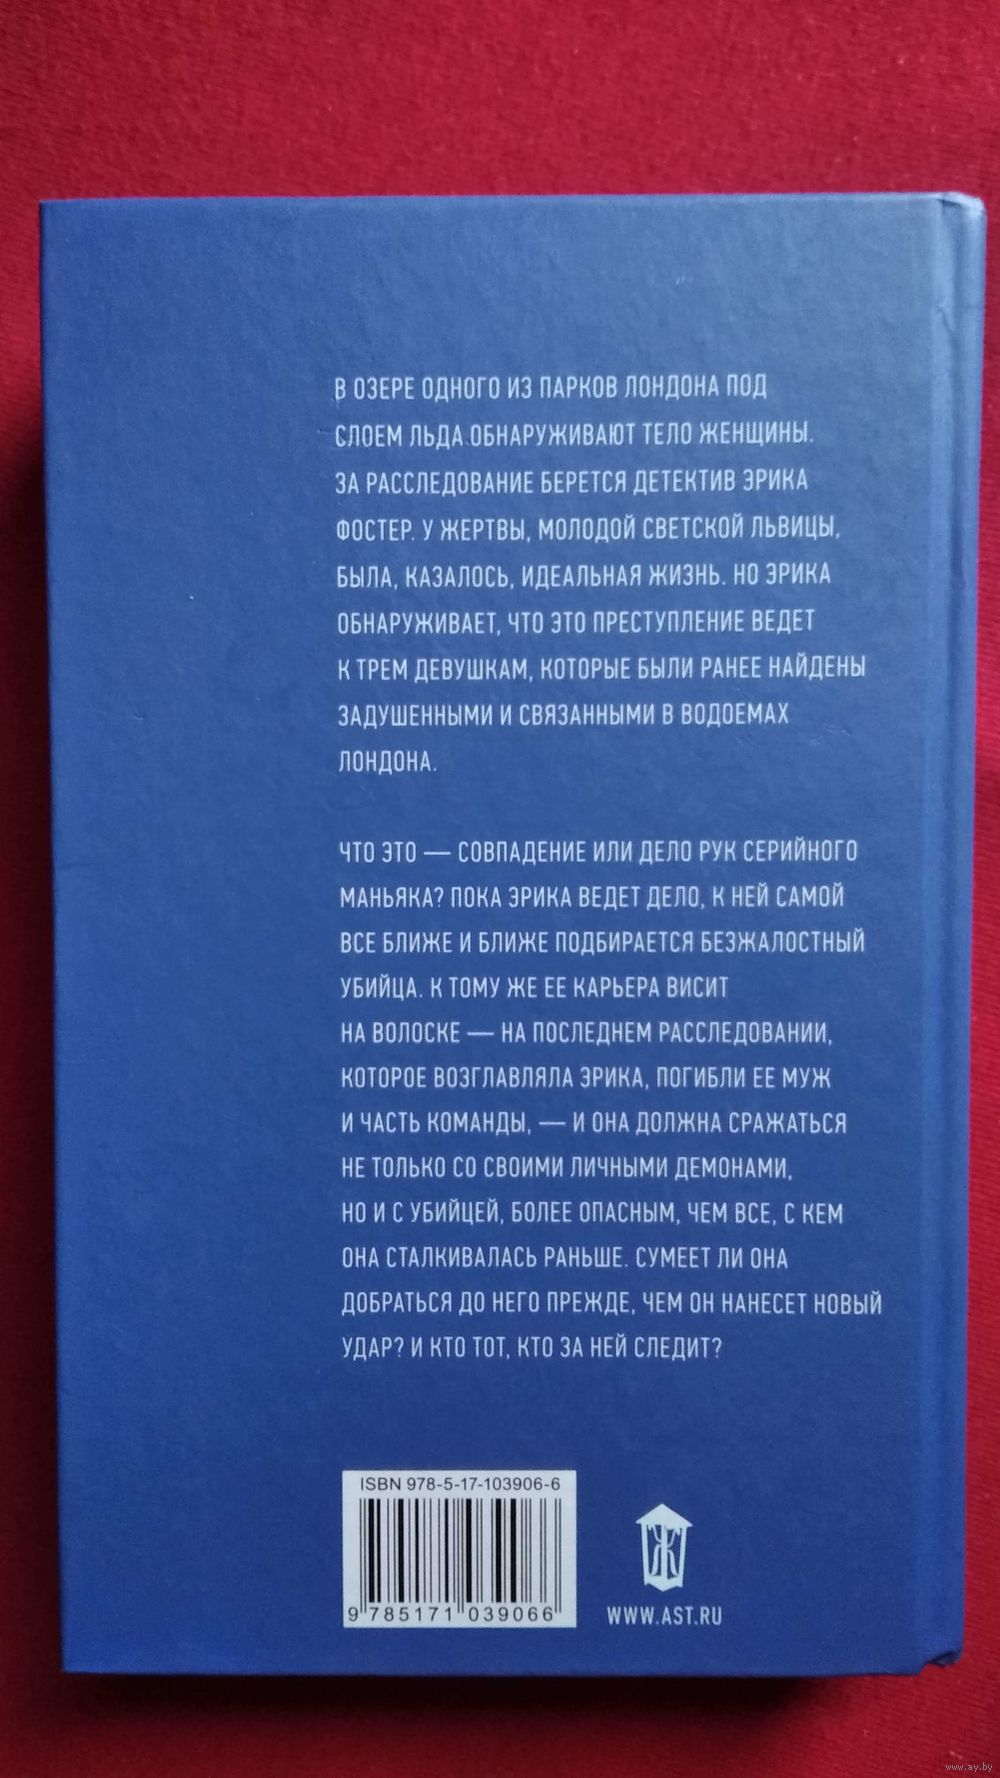 В ОЗЕРЕ ОДНОГО ИЗ ПАРКОВ ЛОНДОНА ПОД
СЛОЕМ ЛЬДА ОБНАРУЖИВАЮТ ТЕЛО ЖЕНЩИНЫ.
ЗА РАССЛЕДОВАНИЕ БЕРЕТСЯ ДЕТЕКТИВ ЭРИКА
ФОСТЕР. У ЖЕРТВЫ, МОЛОДОЙ СВЕТСКОЙ ЛЬВИЦЫ,
БЫЛА, КАЗАЛОСЬ, ИДЕАЛЬНАЯ ЖИЗНЬ. НО ЭРИКА
ОБНАРУЖИВАЕТ, ЧТО ЭТО ПРЕСТУПЛЕНИЕ ВЕДЕТ
К ТРЕМ ДЕВУШКАМ, КОТОРЫЕ БЫЛИ РАНЕЕ НАЙДЕНЫ
ЗАДУШЕННЫМИ И СВЯЗАННЫМИ В ВОДОЕМАХ
ЛОНДОНА.
ЧТО ЭТО — СОВПАДЕНИЕ ИЛИ ДЕЛО РУК СЕРИЙНОГО
МАНЬЯКА? ПОКА ЭРИКА ВЕДЕТ ДЕЛО, К НЕЙ САМОЙ
ВСЕ БЛИЖЕ И БЛИЖЕ ПОДБИРАЕТСЯ БЕЗЖАЛОСТНЫЙ
УБИЙЦА. К ТОМУ ЖЕ ЕЕ КАРЬЕРА ВИСИТ
НА ВОЛОСКЕ — НА ПОСЛЕДНЕМ РАССЛЕДОВАНИИ,
КОТОРОЕ ВОЗГЛАВЛЯЛА ЭРИКА, ПОГИБЛИ ЕЕ МУЖ
И ЧАСТЬ КОМАНДЫ, — И ОНА ДОЛЖНА СРАЖАТЬСЯ
НЕ ТОЛЬКО СО СВОИМИ ЛИЧНЫМИ ДЕМОНАМИ,
НО И С УБИЙЦЕЙ, БОЛЕЕ ОПАСНЫМ, ЧЕМ ВСЕ, С КЕМ
ОНА СТАЛКИВАЛАСЬ РАНЬШЕ. СУМЕЕТ ЛИ ОНА
ДОБРАТЬСЯ ДО НЕГО ПРЕЖДЕ, ЧЕМ ОН НАНЕСЕТ НОВЫЙ
УДАР? И КТО ТОТ, КТО ЗА НЕЙ СЛЕДИТ?
ISBN 978-5-17-103906-6
9 785171 039066
Ж
WWW.AST.RU
www.ay.by